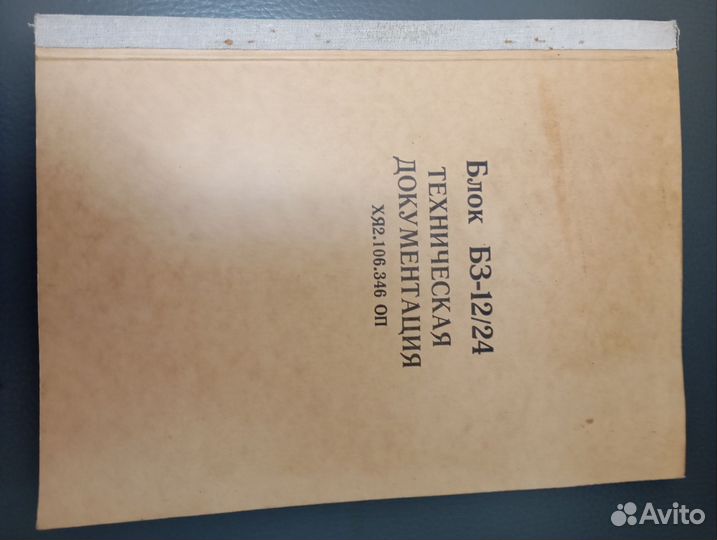 Блок БЗ-12/24
ТЕХНИЧЕСКАЯ
ДОКУМЕНТАЦИЯ
ХЯ2.106.346 ОП
Avito